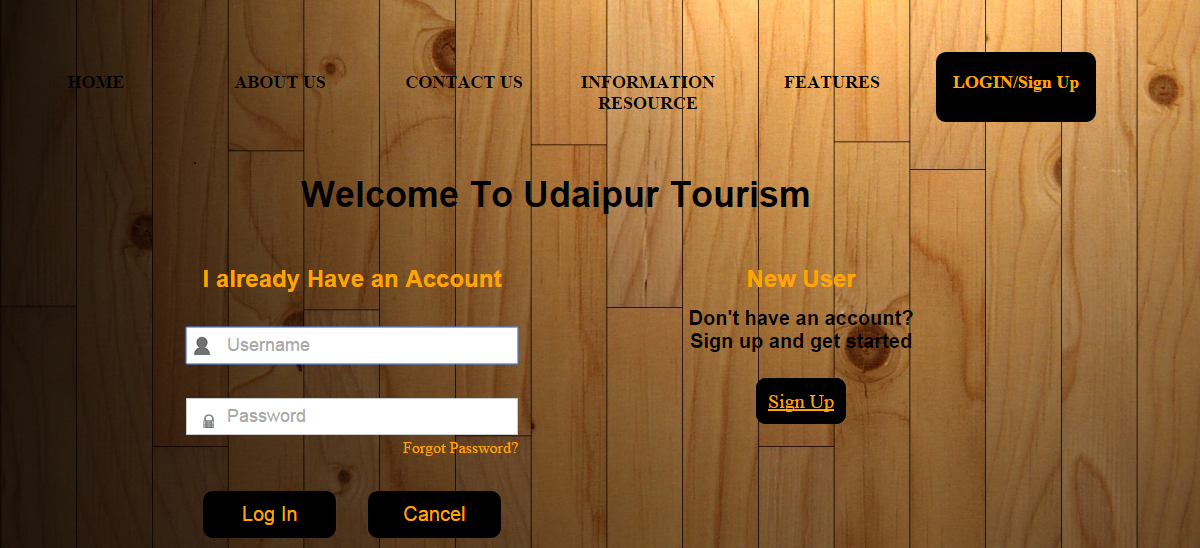 HOME
ABOUT US
CONTACT US
INFORMATION
RESOURCE
FEATURES
LOGIN/Sign Up
Welcome To Udaipur Tourism
I already Have an Account
Username
Password
Forgot Password?
Log In
Cancel
New User
Don't have an account?
Sign up and get started
Sign Up